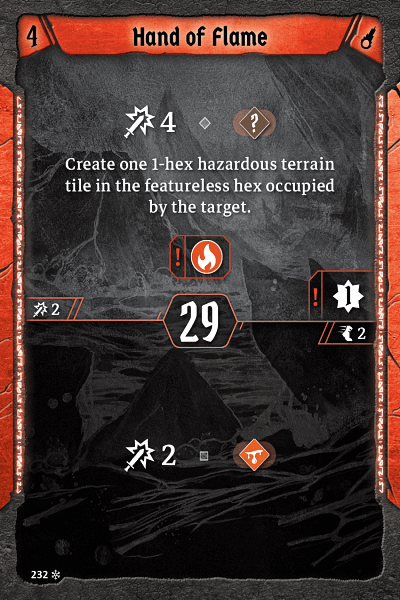 4 Hand of Flame
4 ?
Create one 1-hex hazardous terrain
tile in the featureless hex occupied
by the target.
!
! 1
2 29 2
2
232